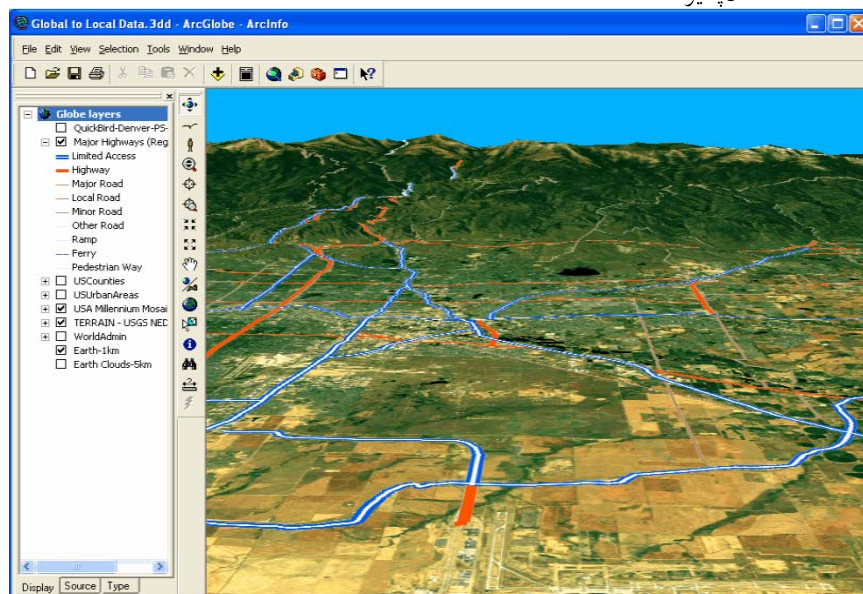 Global to Local Data.3dd - ArcGlobe - ArcInfo
File Edit View Selection Tools Window Help
Globe layers
QuickBird-Denver-PS-
Major Highways (Reg
Limited Access
Highway
Major Road
Local Road
Minor Road
Other Road
Ramp
Ferry
Pedestrian Way
USCounties
USUrbanAreas
USA Millennium Mosai
TERRAIN - USGS NED
WorldAdmin
Earth-1km
Earth Clouds-5km
Display Source Type